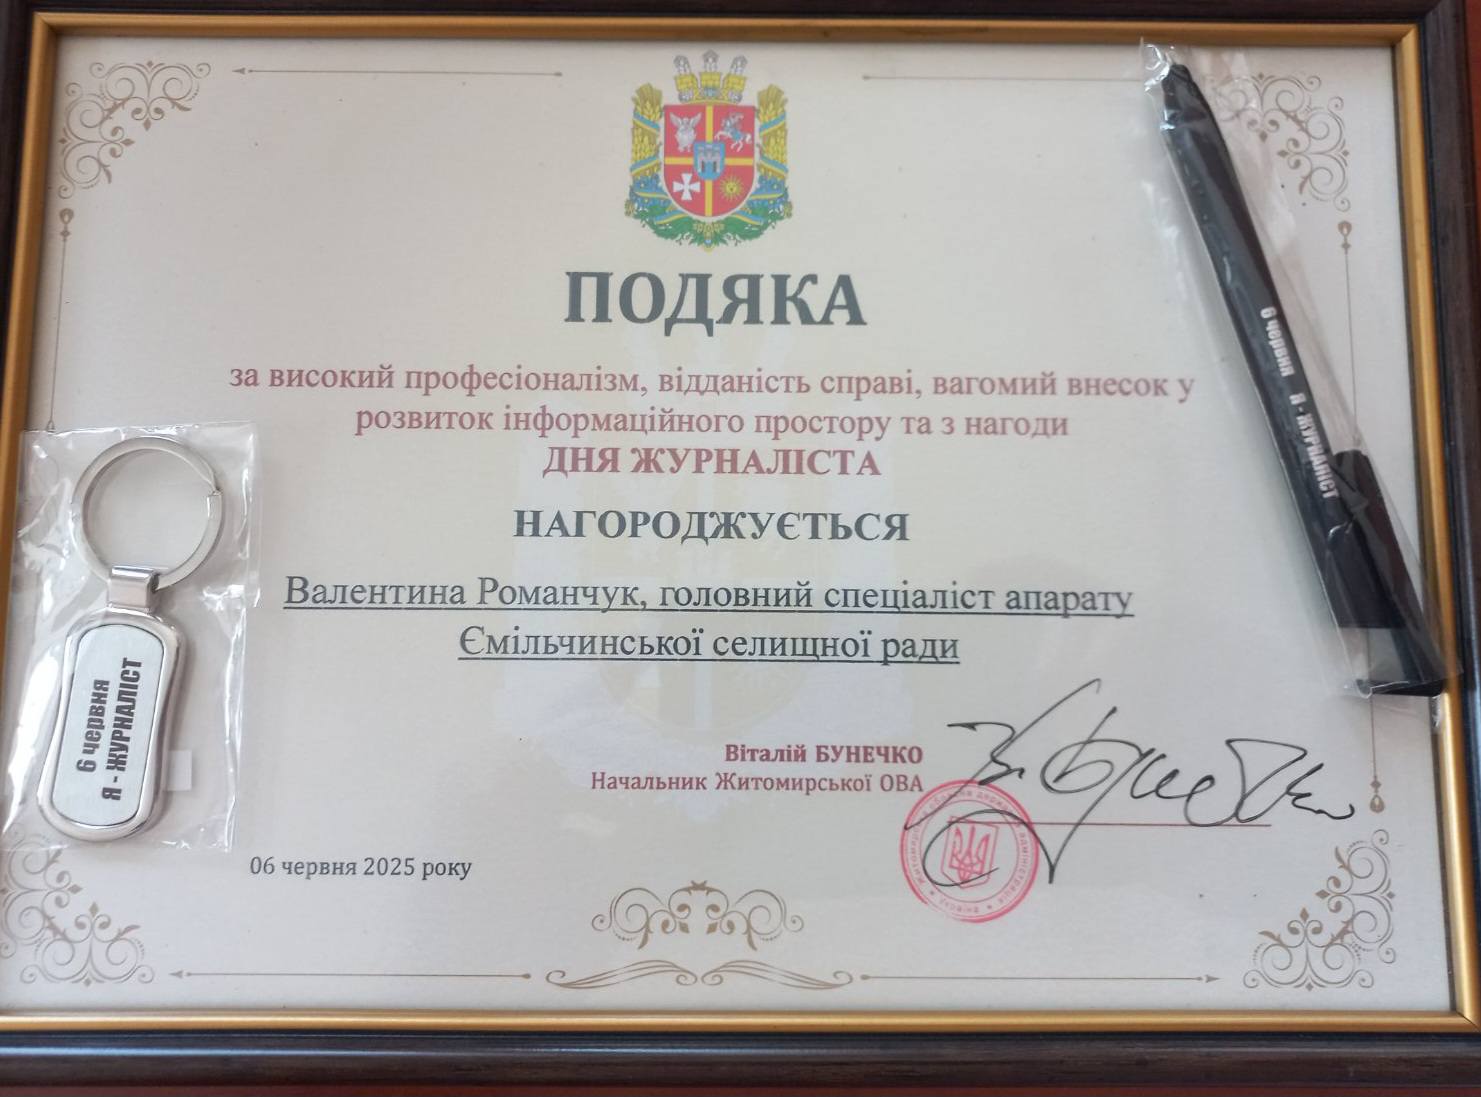 ПОДЯКА
за високий професіоналізм, відданість справі, вагомий внесок у
розвиток інформаційного простору та з нагоди
ДНЯ ЖУРНАЛІСТА
НАГОРОДЖУЄТЬСЯ
Валентина Романчук, головний спеціаліст апарату
Ємільчинської селищної ради
Віталій БУНЕЧКО
Начальник Житомирської ОВА
06 червня 2025 року
6 червня
Я - ЖУРНАЛІСТ
6 червня Я - ЖУРНАЛІСТ